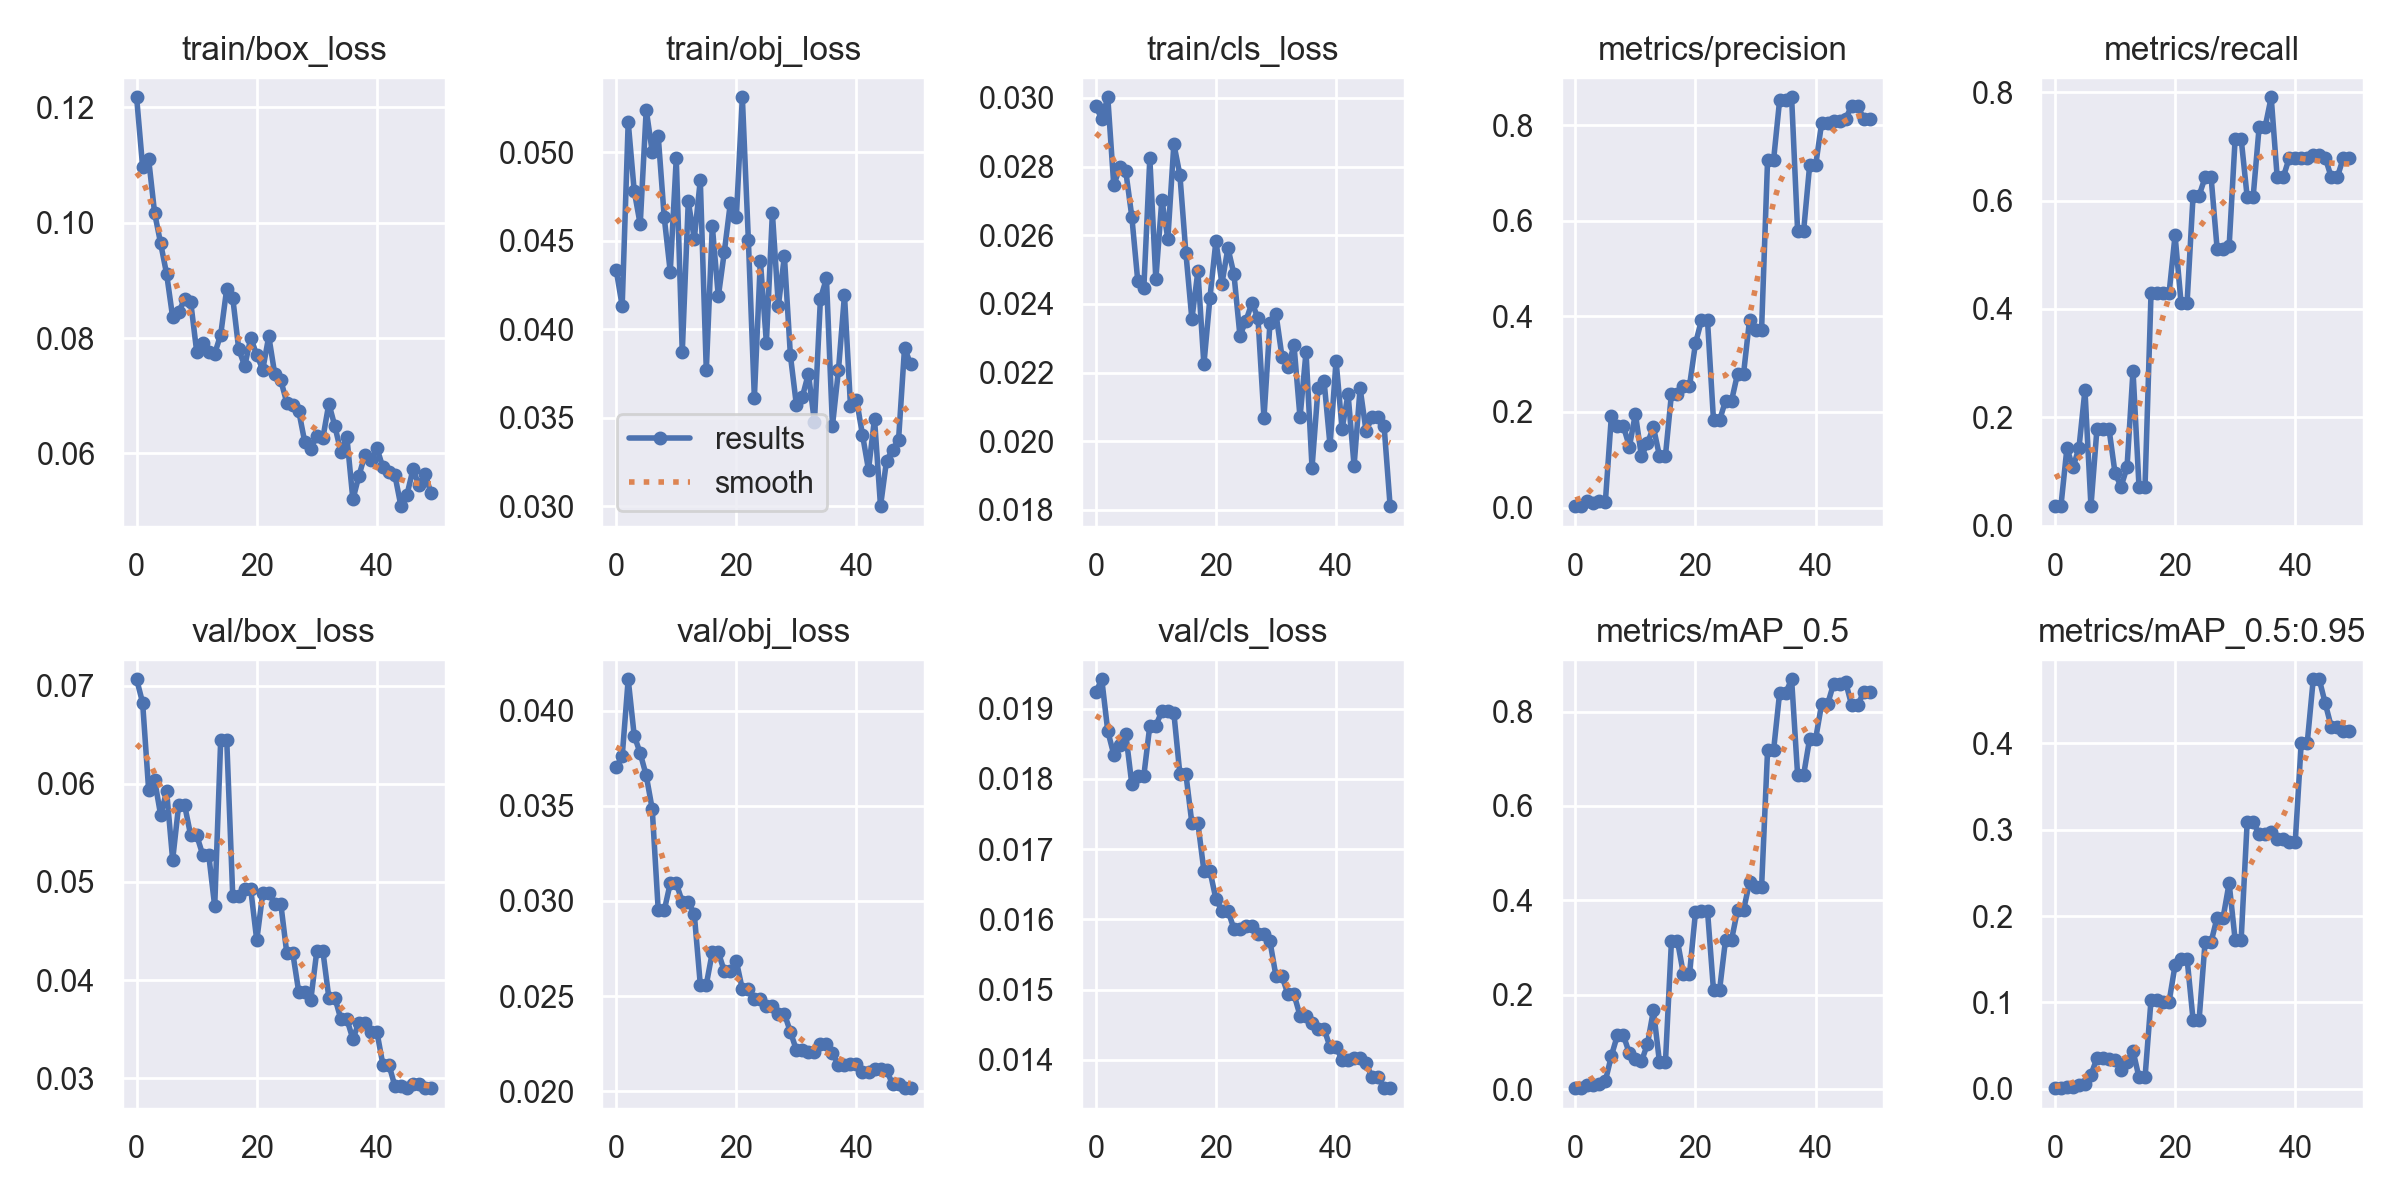 train/box_loss
0.12
0.10
0.08
0.06
0 20 40
train/obj_loss
0.050
0.045
0.040
0.035
0.030
results
smooth
0 20 40
train/cls_loss
0.030
0.028
0.026
0.024
0.022
0.020
0.018
0 20 40
metrics/precision
0.8
0.6
0.4
0.2
0.0
0 20 40
metrics/recall
0.8
0.6
0.4
0.2
0.0
0 20 40
val/box_loss
0.07
0.06
0.05
0.04
0.03
0 20 40
val/obj_loss
0.040
0.035
0.030
0.025
0.020
0 20 40
val/cls_loss
0.019
0.018
0.017
0.016
0.015
0.014
0 20 40
metrics/mAP_0.5
0.8
0.6
0.4
0.2
0.0
0 20 40
metrics/mAP_0.5:0.95
0.4
0.3
0.2
0.1
0.0
0 20 40